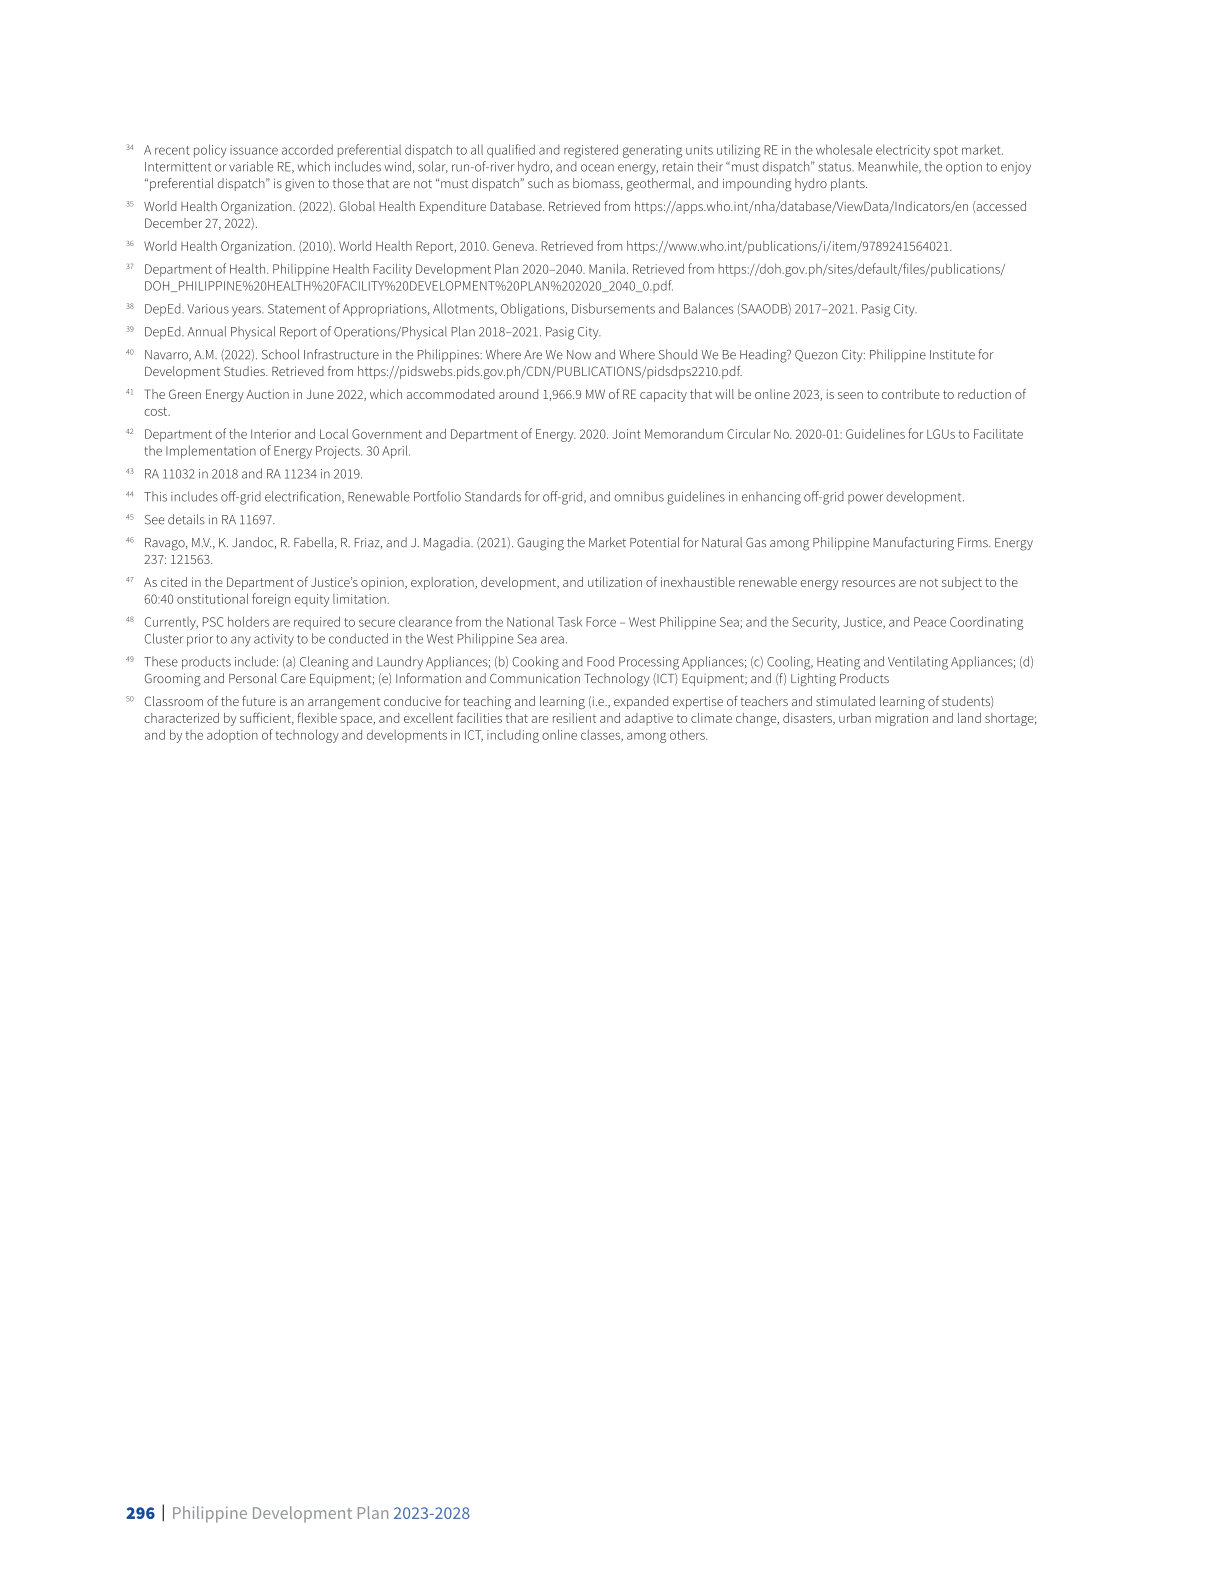 34 A recent policy issuance accorded preferential dispatch to all qualified and registered generating units utilizing RE in the wholesale electricity spot market.
Intermittent or variable RE, which includes wind, solar, run-of-river hydro, and ocean energy, retain their “must dispatch” status. Meanwhile, the option to enjoy
“preferential dispatch” is given to those that are not “must dispatch” such as biomass, geothermal, and impounding hydro plants.
35 World Health Organization. (2022). Global Health Expenditure Database. Retrieved from https://apps.who.int/nha/database/ViewData/Indicators/en (accessed
December 27, 2022).
36 World Health Organization. (2010). World Health Report, 2010. Geneva. Retrieved from https://www.who.int/publications/i/item/9789241564021.
37 Department of Health. Philippine Health Facility Development Plan 2020–2040. Manila. Retrieved from https://doh.gov.ph/sites/default/files/publications/
DOH_PHILIPPINE%20HEALTH%20FACILITY%20DEVELOPMENT%20PLAN%202020_2040_0.pdf.
38 DepEd. Various years. Statement of Appropriations, Allotments, Obligations, Disbursements and Balances (SAAODB) 2017–2021. Pasig City.
39 DepEd. Annual Physical Report of Operations/Physical Plan 2018–2021. Pasig City.
40 Navarro, A.M. (2022). School Infrastructure in the Philippines: Where Are We Now and Where Should We Be Heading? Quezon City: Philippine Institute for
Development Studies. Retrieved from https://pidswebs.pids.gov.ph/CDN/PUBLICATIONS/pidsdps2210.pdf.
41 The Green Energy Auction in June 2022, which accommodated around 1,966.9 MW of RE capacity that will be online 2023, is seen to contribute to reduction of
cost.
42 Department of the Interior and Local Government and Department of Energy. 2020. Joint Memorandum Circular No. 2020-01: Guidelines for LGUs to Facilitate
the Implementation of Energy Projects. 30 April.
43 RA 11032 in 2018 and RA 11234 in 2019.
44 This includes off-grid electrification, Renewable Portfolio Standards for off-grid, and omnibus guidelines in enhancing off-grid power development.
45 See details in RA 11697.
46 Ravago, M.V., K. Jandoc, R. Fabella, R. Friaz, and J. Magadia. (2021). Gauging the Market Potential for Natural Gas among Philippine Manufacturing Firms. Energy
237: 121563.
47 As cited in the Department of Justice’s opinion, exploration, development, and utilization of inexhaustible renewable energy resources are not subject to the
60:40 onstitutional foreign equity limitation.
48 Currently, PSC holders are required to secure clearance from the National Task Force – West Philippine Sea; and the Security, Justice, and Peace Coordinating
Cluster prior to any activity to be conducted in the West Philippine Sea area.
49 These products include: (a) Cleaning and Laundry Appliances; (b) Cooking and Food Processing Appliances; (c) Cooling, Heating and Ventilating Appliances; (d)
Grooming and Personal Care Equipment; (e) Information and Communication Technology (ICT) Equipment; and (f) Lighting Products
50 Classroom of the future is an arrangement conducive for teaching and learning (i.e., expanded expertise of teachers and stimulated learning of students)
characterized by sufficient, flexible space, and excellent facilities that are resilient and adaptive to climate change, disasters, urban migration and land shortage;
and by the adoption of technology and developments in ICT, including online classes, among others.
296 | Philippine Development Plan 2023-2028